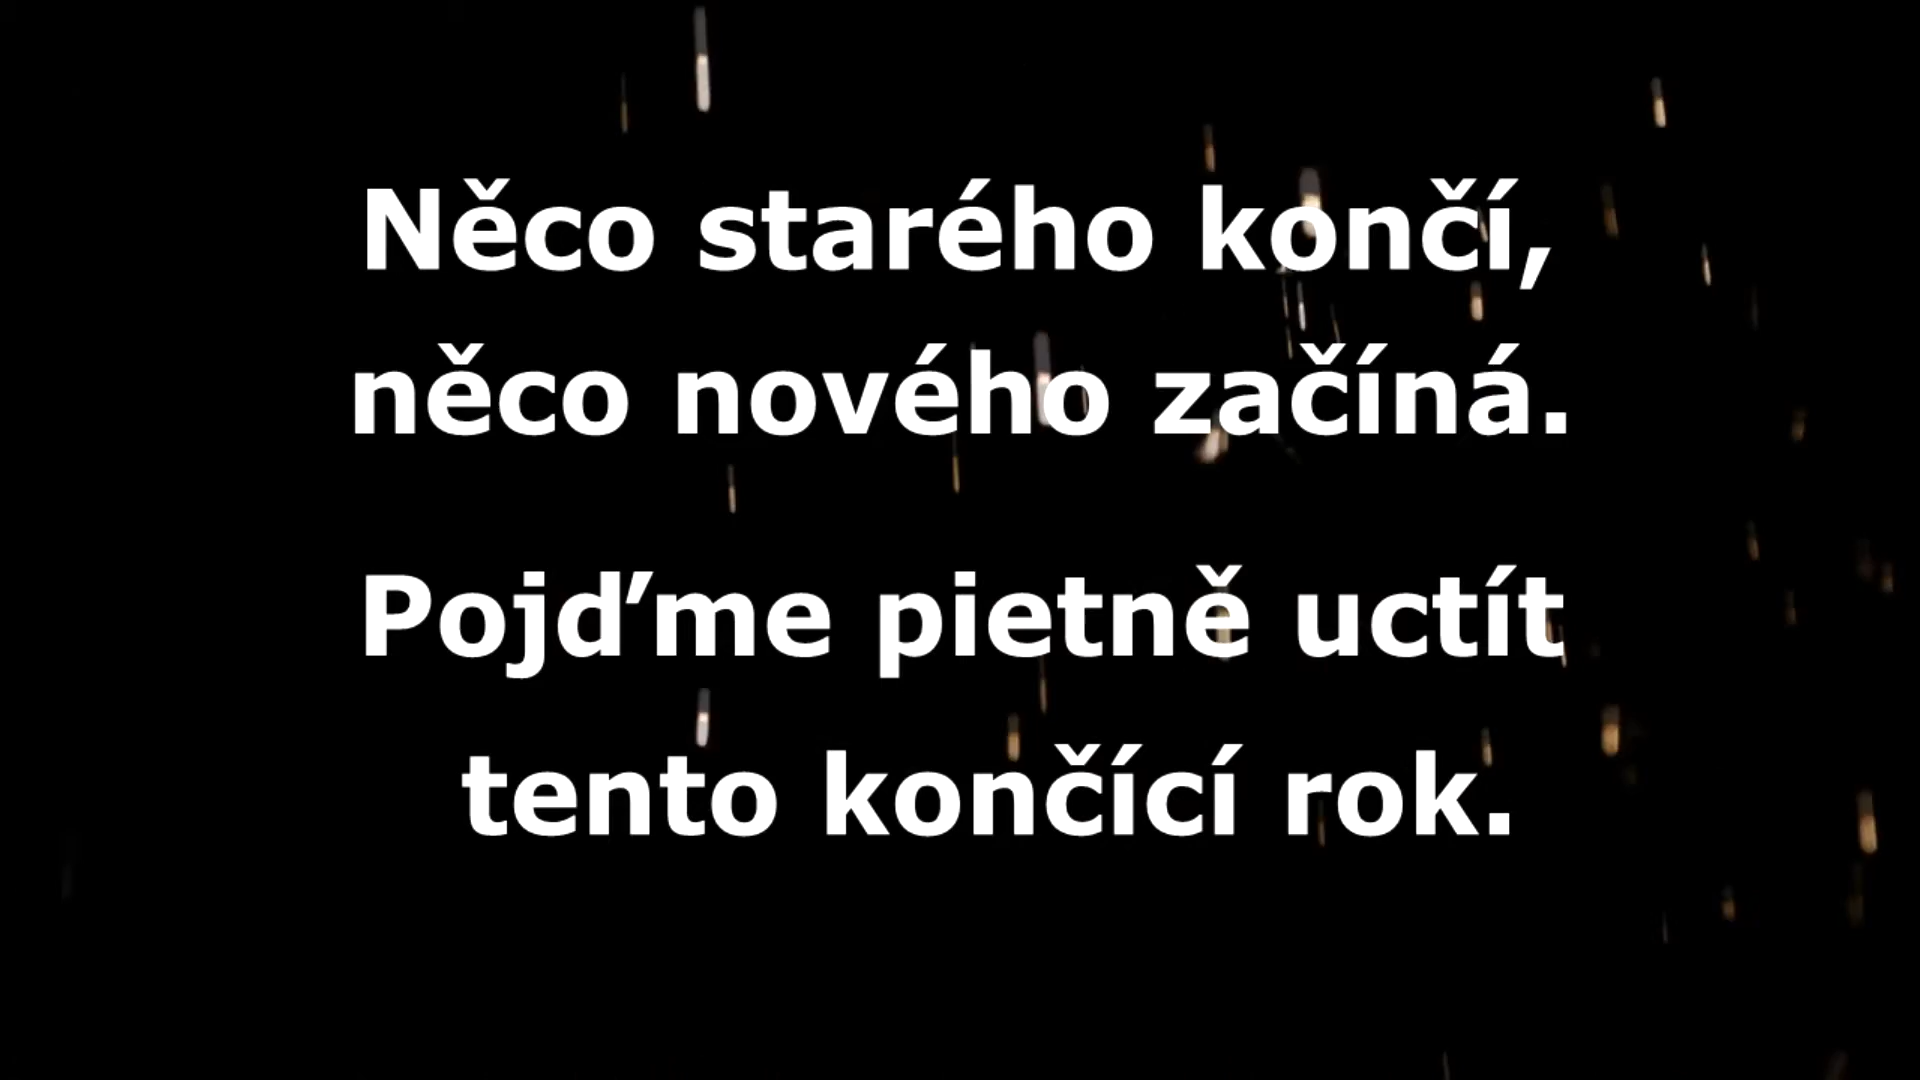 Něco starého končí,
něco nového začíná.
Pojďme pietně uctít
tento končící rok.